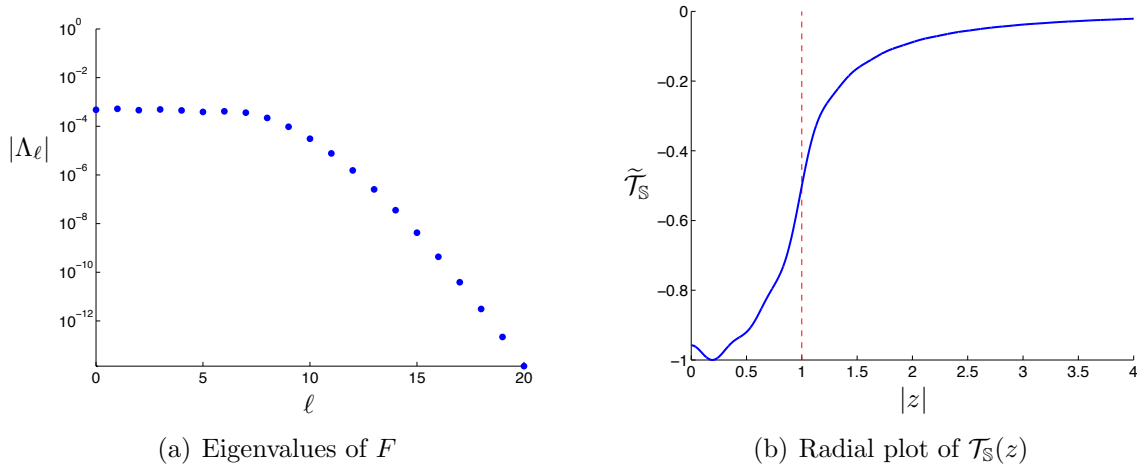 10⁰
10⁻²
10⁻⁴
10⁻⁶
10⁻⁸
10⁻¹⁰
10⁻¹²
|Λ_ℓ|
0 5 10 15 20
ℓ
(a) Eigenvalues of F
0
−0.2
−0.4
−0.6
−0.8
−1
𝒯̃_𝕊
0 0.5 1 1.5 2 2.5 3 3.5 4
|z|
(b) Radial plot of 𝒯_𝕊(z)